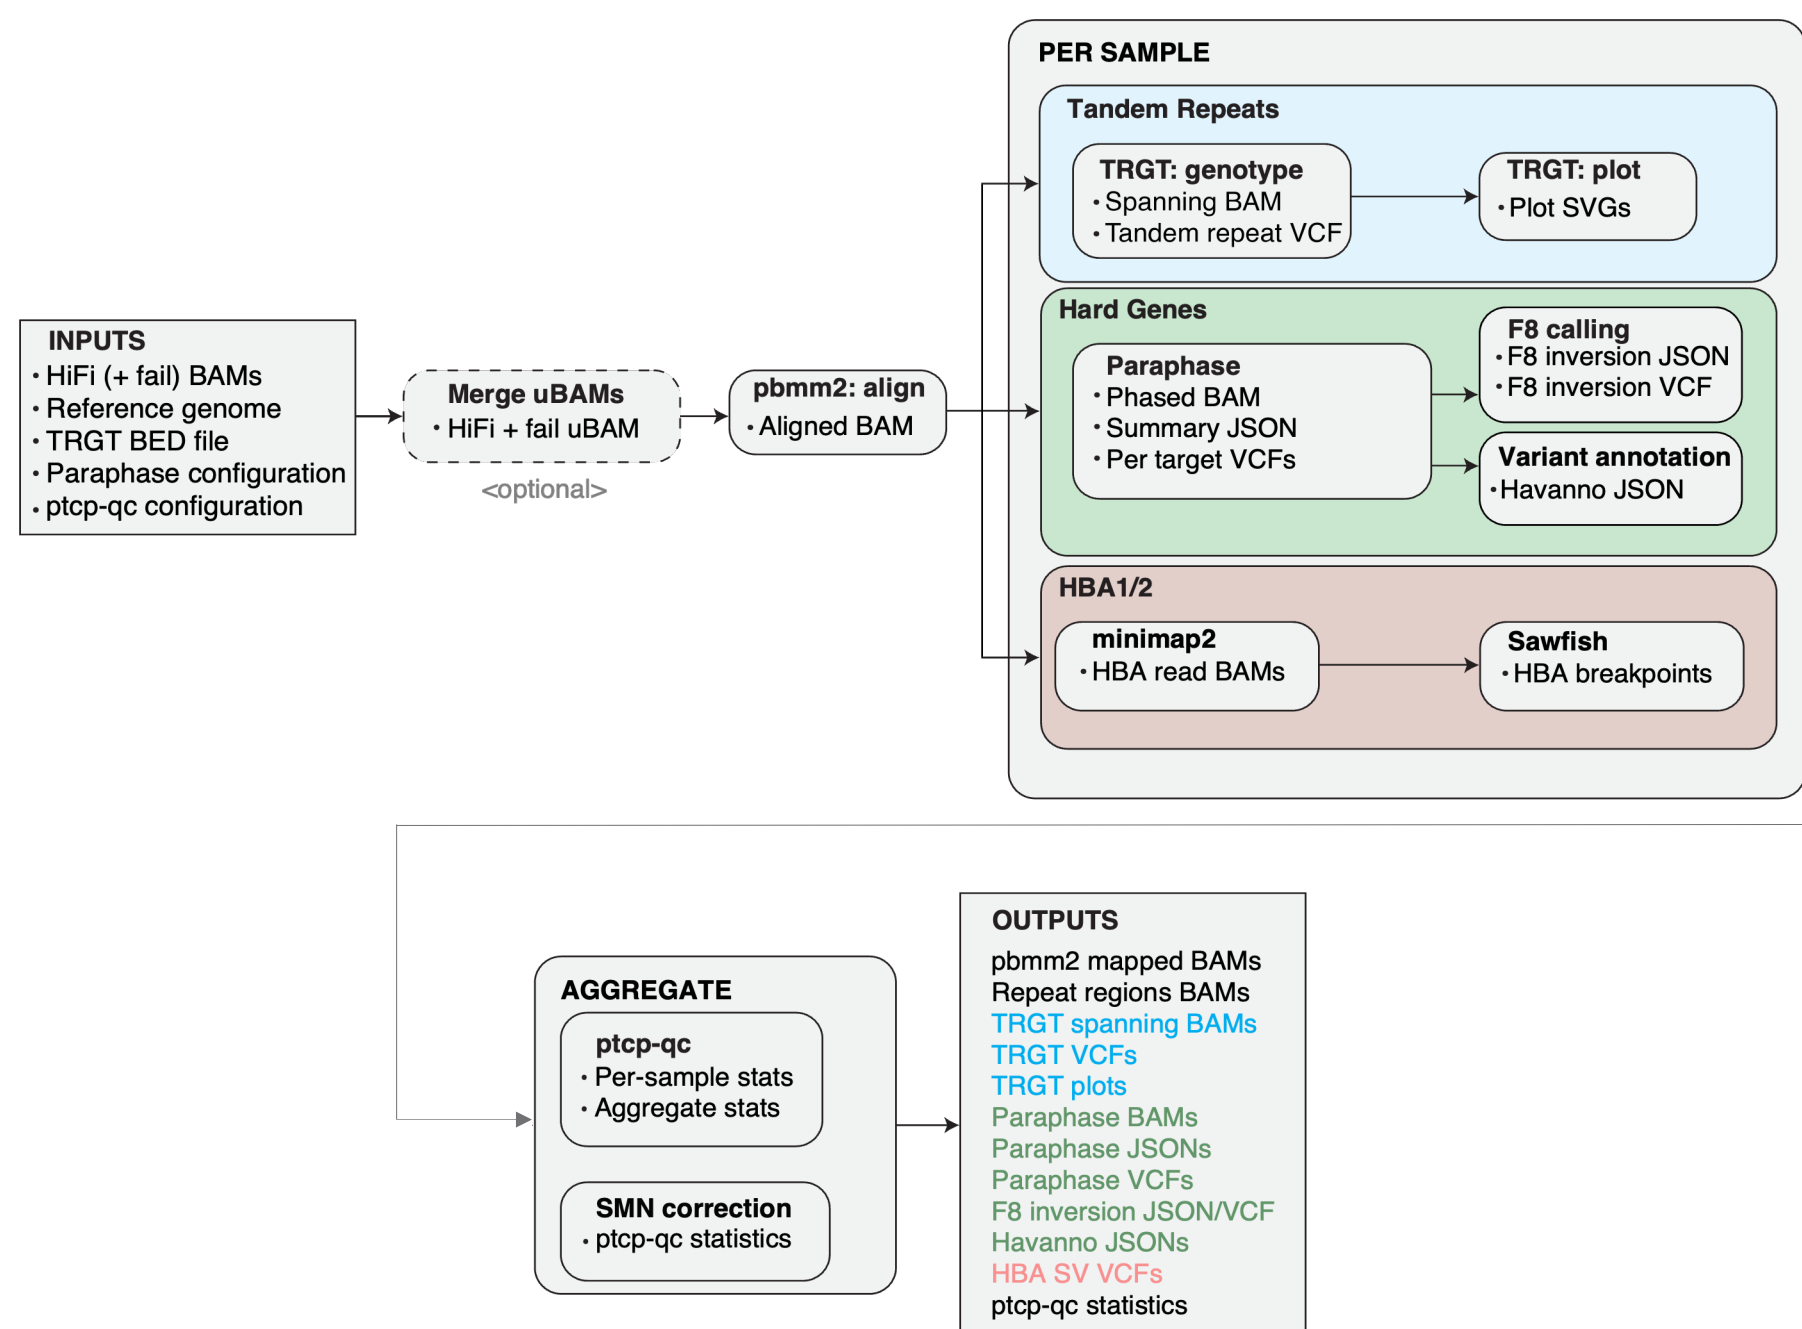 PER SAMPLE
Tandem Repeats
TRGT: genotype
• Spanning BAM
• Tandem repeat VCF
TRGT: plot
• Plot SVGs
Hard Genes
Paraphase
• Phased BAM
• Summary JSON
• Per target VCFs
F8 calling
• F8 inversion JSON
• F8 inversion VCF
Variant annotation
• Havanno JSON
HBA1/2
minimap2
• HBA read BAMs
Sawfish
• HBA breakpoints
INPUTS
• HiFi (+ fail) BAMs
• Reference genome
• TRGT BED file
• Paraphase configuration
• ptcp-qc configuration
Merge uBAMs
• HiFi + fail uBAM
<optional>
pbmm2: align
• Aligned BAM
AGGREGATE
ptcp-qc
• Per-sample stats
• Aggregate stats
SMN correction
• ptcp-qc statistics
OUTPUTS
pbmm2 mapped BAMs
Repeat regions BAMs
TRGT spanning BAMs
TRGT VCFs
TRGT plots
Paraphase BAMs
Paraphase JSONs
Paraphase VCFs
F8 inversion JSON/VCF
Havanno JSONs
HBA SV VCFs
ptcp-qc statistics